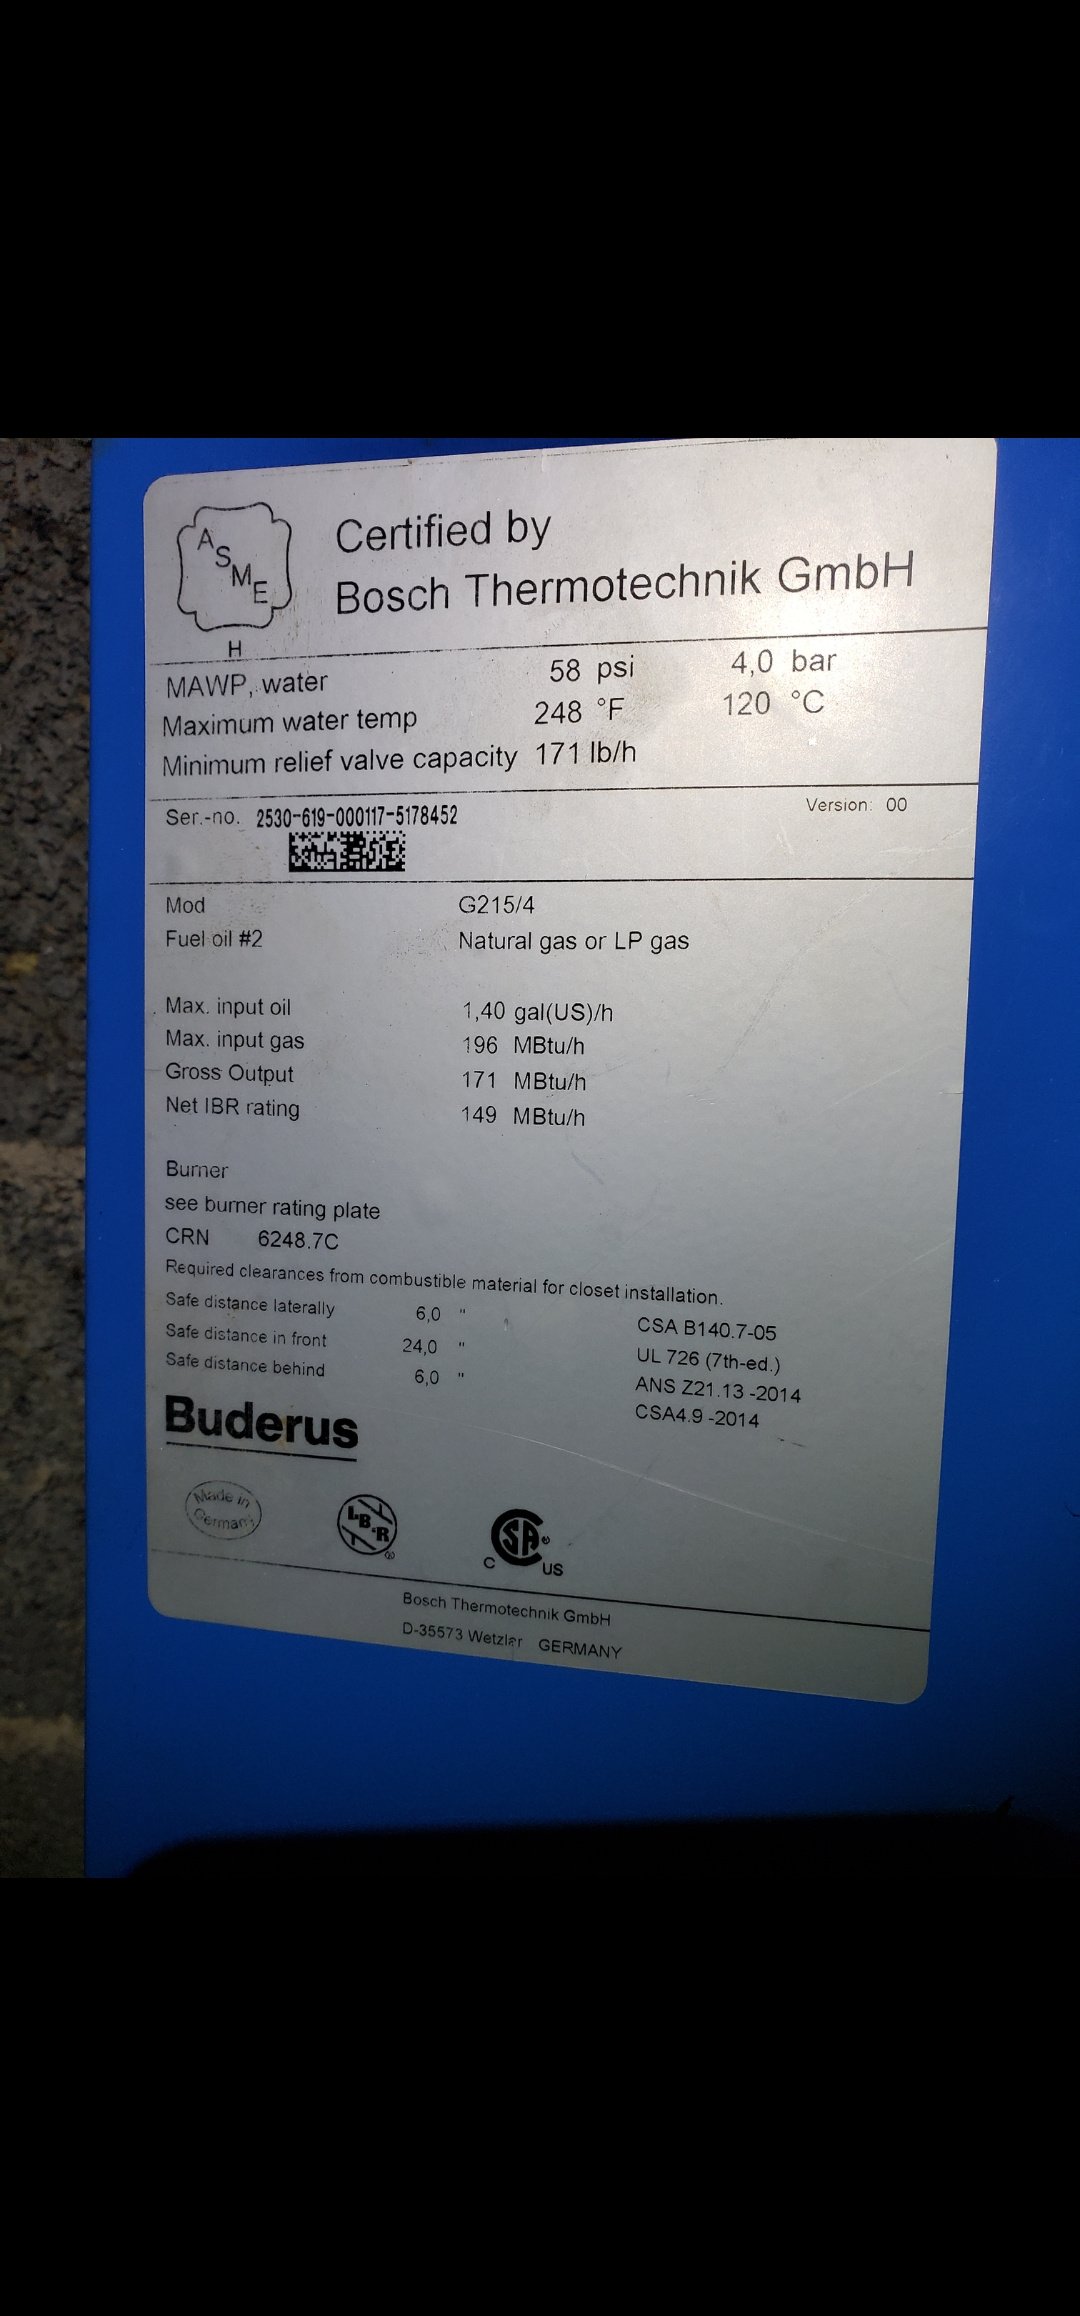 ASME
H
Certified by
Bosch Thermotechnik GmbH
MAWP, water 58 psi 4,0 bar
Maximum water temp 248 °F 120 °C
Minimum relief valve capacity 171 lb/h
Ser.-no. 2530-619-000117-5178452 Version: 00
Mod G215/4
Fuel oil #2 Natural gas or LP gas
Max. input oil 1,40 gal(US)/h
Max. input gas 196 MBtu/h
Gross Output 171 MBtu/h
Net IBR rating 149 MBtu/h
Burner
see burner rating plate
CRN 6248.7C
Required clearances from combustible material for closet installation.
Safe distance laterally 6,0 " CSA B140.7-05
Safe distance in front 24,0 " UL 726 (7th-ed.)
Safe distance behind 6,0 " ANS Z21.13 -2014
CSA4.9 -2014
Buderus
Made in Germany
I-B-R ®
C SA ® US
Bosch Thermotechnik GmbH
D-35573 Wetzlar GERMANY